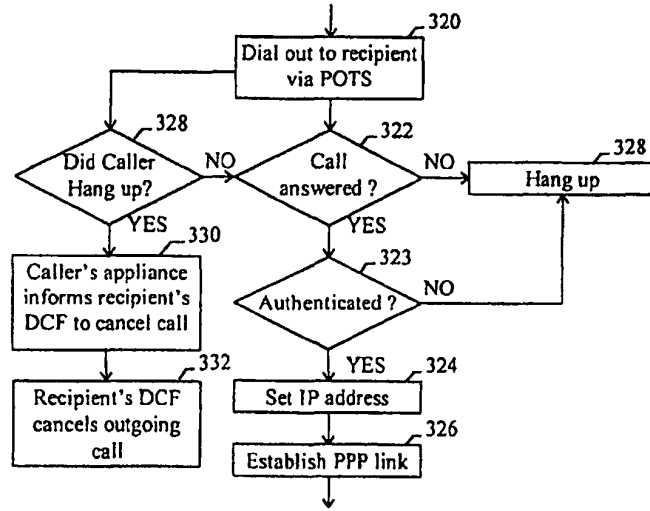 320
Dial out to recipient
via POTS
328
Did Caller
Hang up?
NO
322
Call
answered ?
NO
328
Hang up
YES
YES
330
Caller's appliance
informs recipient's
DCF to cancel call
323
Authenticated ?
NO
332
Recipient's DCF
cancels outgoing
call
YES
324
Set IP address
326
Establish PPP link